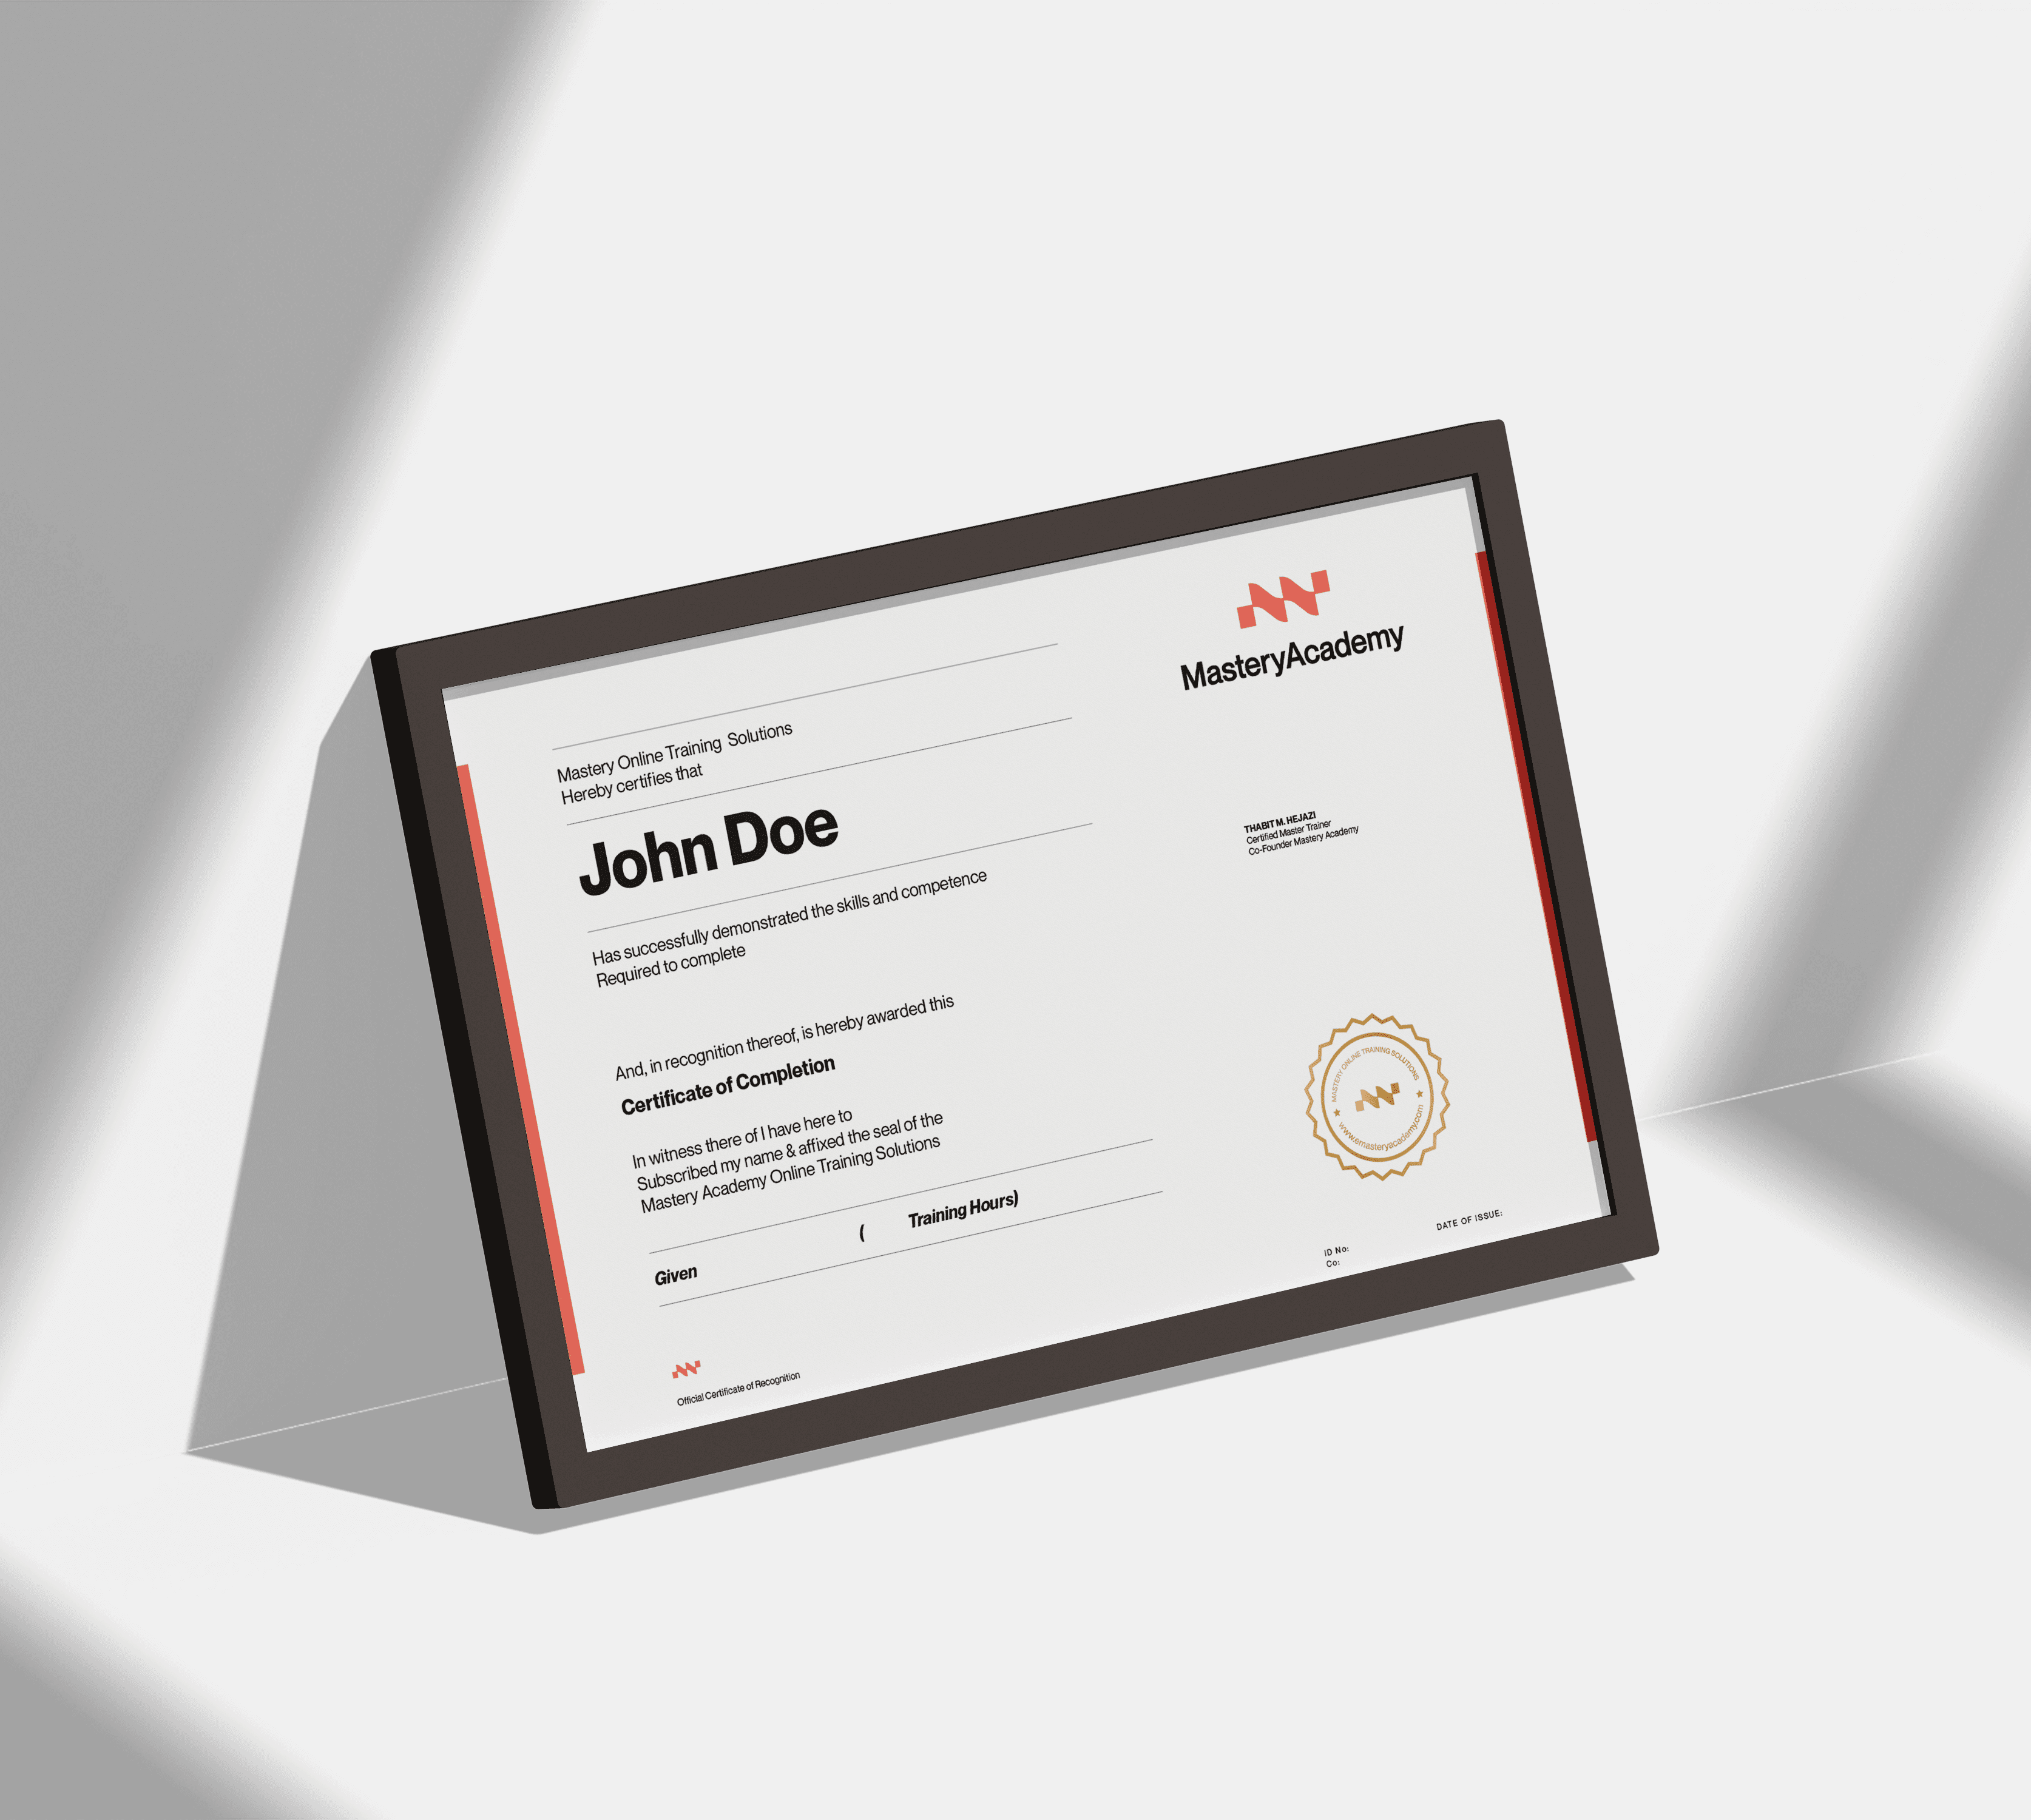 MasteryAcademy
Mastery Online Training Solutions
Hereby certifies that
John Doe
Has successfully demonstrated the skills and competence
Required to complete
And, in recognition thereof, is hereby awarded this
Certificate of Completion
In witness there of I have here to
Subscribed my name & affixed the seal of the
Mastery Academy Online Training Solutions
( Training Hours)
Given
Official Certificate of Recognition
THABIT M. HEJAZI
Certified Master Trainer
Co-Founder Mastery Academy
MASTERY ONLINE TRAINING SOLUTIONS
www.emasteryacademy.com
DATE OF ISSUE:
ID No:
Co: